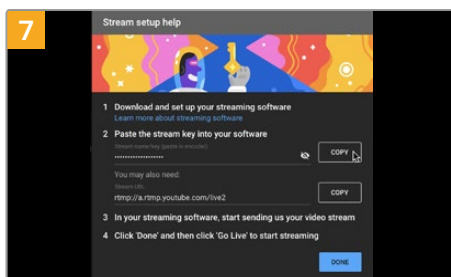 7
Stream setup help
1 Download and set up your streaming software
Learn more about streaming software
2 Paste the stream key into your software
Stream name/key (paste in encoder)
••••••••••••••••••• COPY
You may also need:
Stream URL
rtmp://a.rtmp.youtube.com/live2 COPY
3 In your streaming software, start sending us your video stream
4 Click 'Done' and then click 'Go Live' to start streaming
DONE